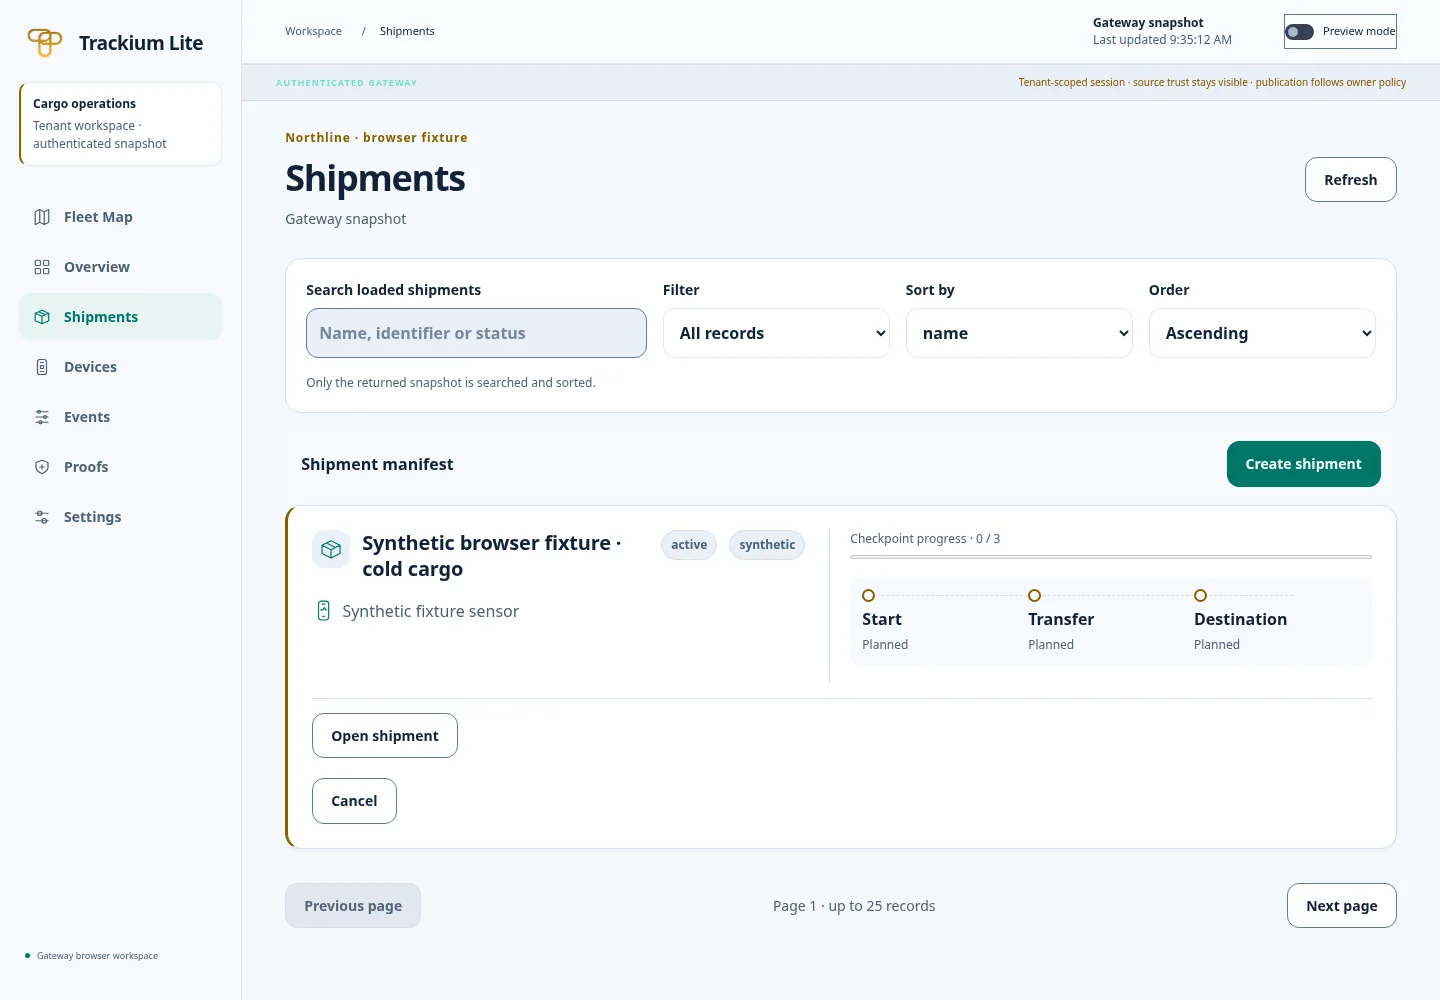 Trackium Lite
Cargo operations
Tenant workspace ·
authenticated snapshot
Fleet Map
Overview
Shipments
Devices
Events
Proofs
Settings
Gateway browser workspace
Workspace / Shipments
Gateway snapshot
Last updated 9:35:12 AM
Preview mode
AUTHENTICATED GATEWAY
Tenant-scoped session · source trust stays visible · publication follows owner policy
Northline · browser fixture
Shipments
Gateway snapshot
Refresh
Search loaded shipments
Name, identifier or status
Filter
All records
Sort by
name
Order
Ascending
Only the returned snapshot is searched and sorted.
Shipment manifest
Create shipment
Synthetic browser fixture ·
cold cargo
active
synthetic
Synthetic fixture sensor
Checkpoint progress · 0 / 3
Start
Planned
Transfer
Planned
Destination
Planned
Open shipment
Cancel
Previous page
Page 1 · up to 25 records
Next page